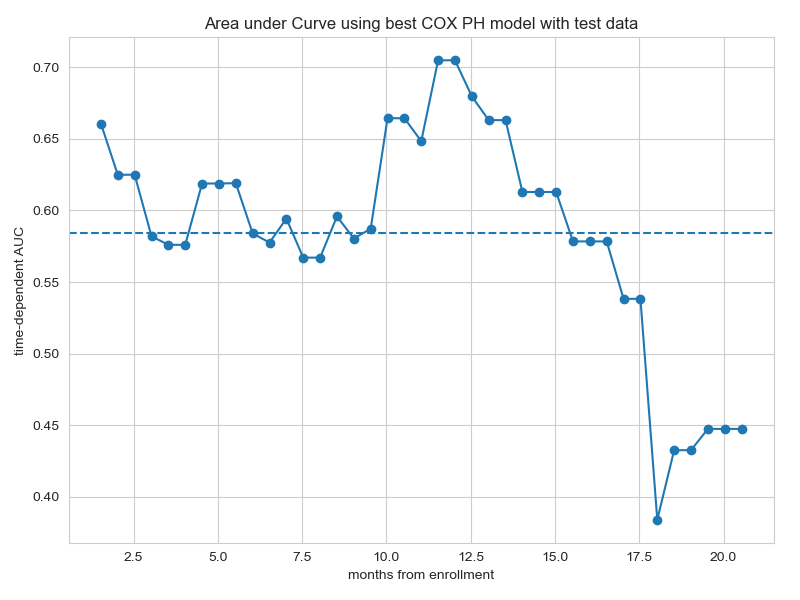 Area under Curve using best COX PH model with test data
0.70
0.65
0.60
0.55
0.50
0.45
0.40
time-dependent AUC
2.5 5.0 7.5 10.0 12.5 15.0 17.5 20.0
months from enrollment